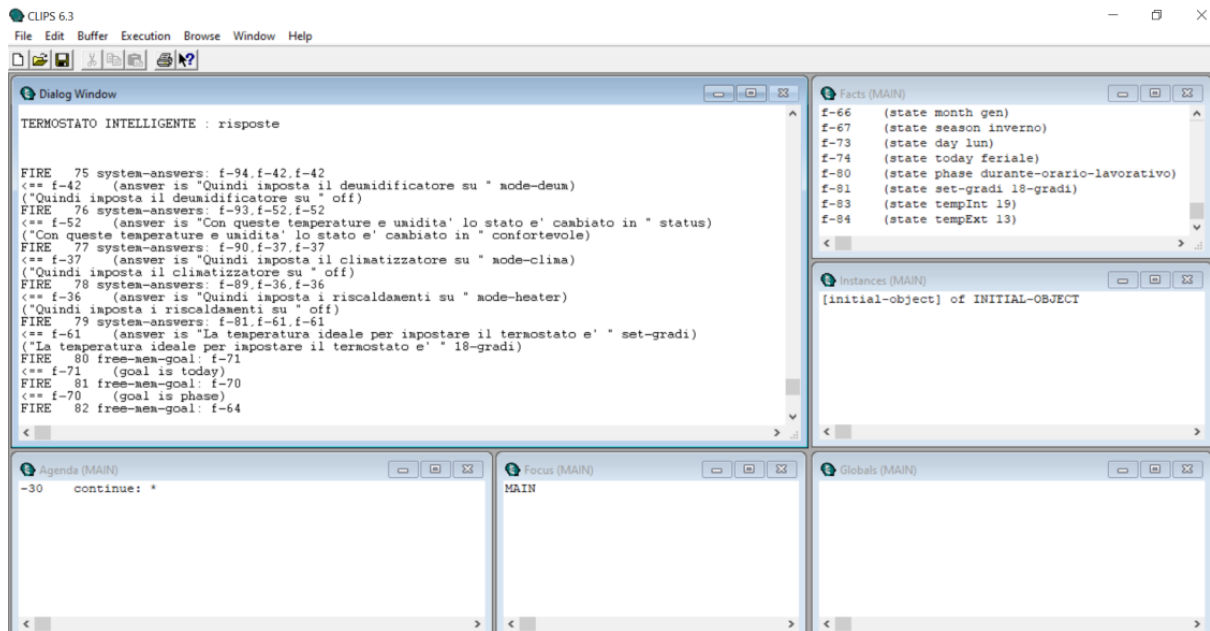 CLIPS 6.3
File Edit Buffer Execution Browse Window Help
Dialog Window
TERMOSTATO INTELLIGENTE : risposte
FIRE 75 system-answers: f-94,f-42,f-42
<== f-42 (answer is "Quindi imposta il deumidificatore su " mode-deum)
("Quindi imposta il deumidificatore su " off)
FIRE 76 system-answers: f-93,f-52,f-52
<== f-52 (answer is "Con queste temperature e umidita' lo stato e' cambiato in " status)
("Con queste temperature e umidita' lo stato e' cambiato in " confortevole)
FIRE 77 system-answers: f-90,f-37,f-37
<== f-37 (answer is "Quindi imposta il climatizzatore su " mode-clima)
("Quindi imposta il climatizzatore su " off)
FIRE 78 system-answers: f-89,f-36,f-36
<== f-36 (answer is "Quindi imposta i riscaldamenti su " mode-heater)
("Quindi imposta i riscaldamenti su " off)
FIRE 79 system-answers: f-81,f-61,f-61
<== f-61 (answer is "La temperatura ideale per impostare il termostato e' " set-gradi)
("La temperatura ideale per impostare il termostato e' " 18-gradi)
FIRE 80 free-mem-goal: f-71
<== f-71 (goal is today)
FIRE 81 free-mem-goal: f-70
<== f-70 (goal is phase)
FIRE 82 free-mem-goal: f-64
Facts (MAIN)
f-66 (state month gen)
f-67 (state season inverno)
f-73 (state day lun)
f-74 (state today feriale)
f-80 (state phase durante-orario-lavorativo)
f-81 (state set-gradi 18-gradi)
f-83 (state tempInt 19)
f-84 (state tempExt 13)
Instances (MAIN)
[initial-object] of INITIAL-OBJECT
Agenda (MAIN)
-30 continue: *
Focus (MAIN)
MAIN
Globals (MAIN)